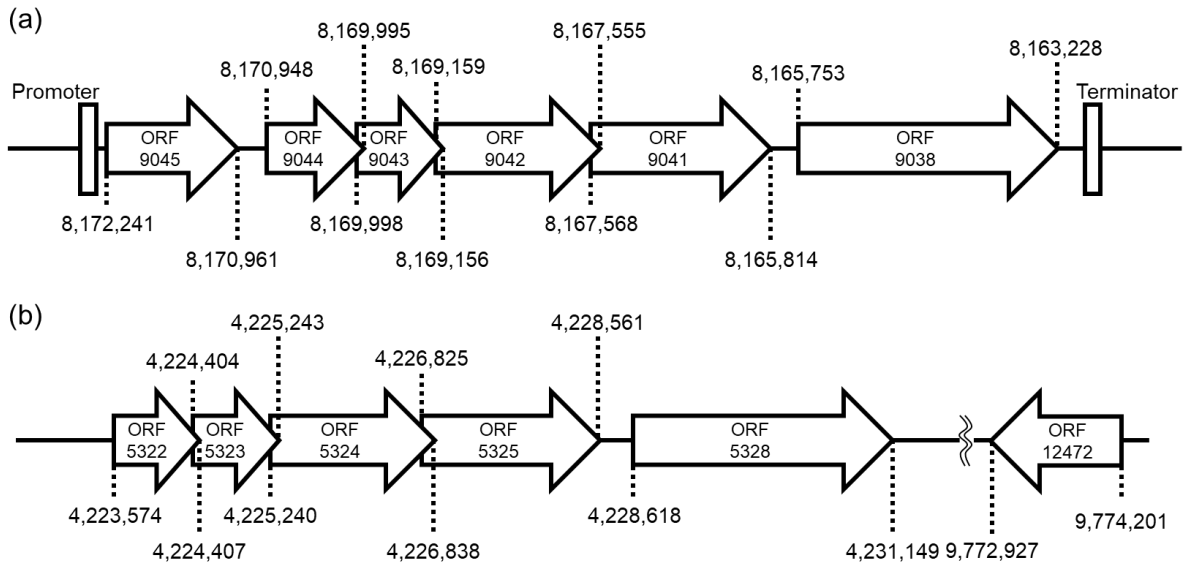 (a)
8,169,995
8,167,555
8,170,948
8,169,159
8,165,753
8,163,228
Promoter
Terminator
ORF
9045
ORF
9044
ORF
9043
ORF
9042
ORF
9041
ORF
9038
8,172,241
8,169,998
8,167,568
8,170,961
8,169,156
8,165,814
(b)
4,225,243
4,228,561
4,224,404
4,226,825
ORF
5322
ORF
5323
ORF
5324
ORF
5325
ORF
5328
ORF
12472
4,223,574
4,225,240
4,228,618
9,774,201
4,224,407
4,226,838
4,231,149
9,772,927